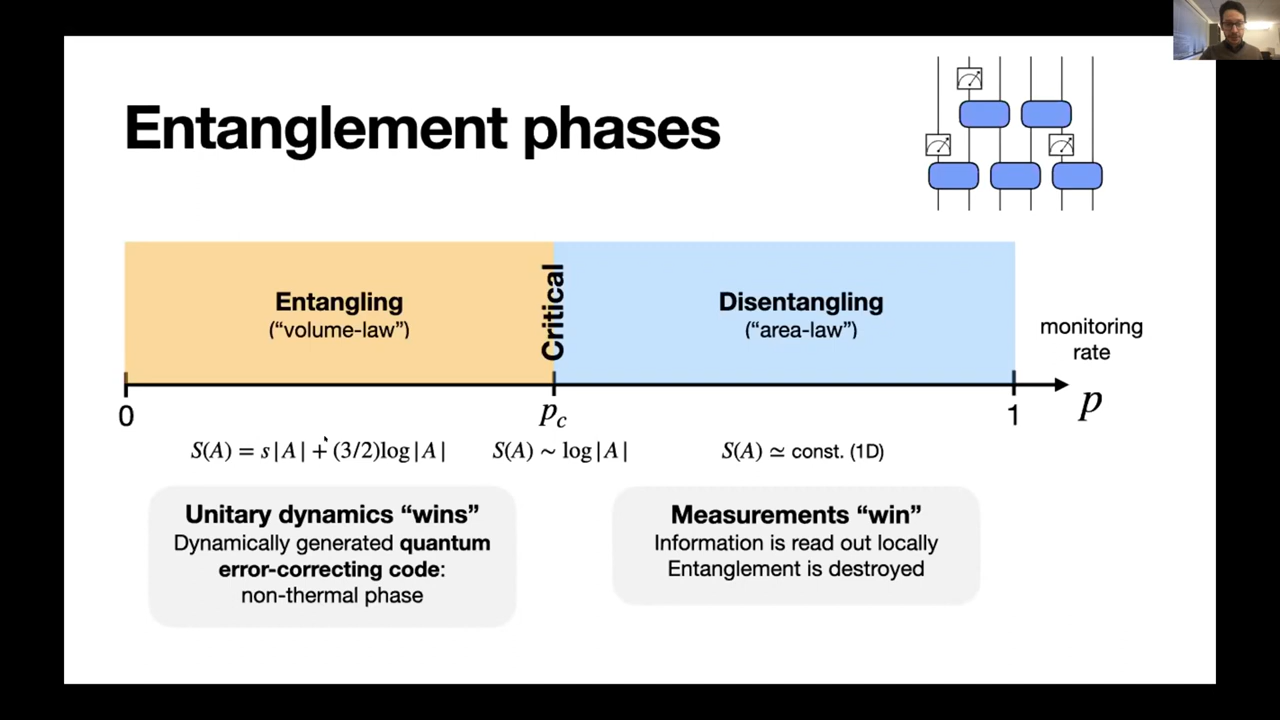 Entanglement phases
Entangling
(“volume-law”)
Critical
Disentangling
(“area-law”)
monitoring
rate
0
p_c
1
p
S(A) = s|A| + (3/2)log|A|
S(A) ~ log|A|
S(A) ≃ const. (1D)
Unitary dynamics “wins”
Dynamically generated quantum
error-correcting code:
non-thermal phase
Measurements “win”
Information is read out locally
Entanglement is destroyed